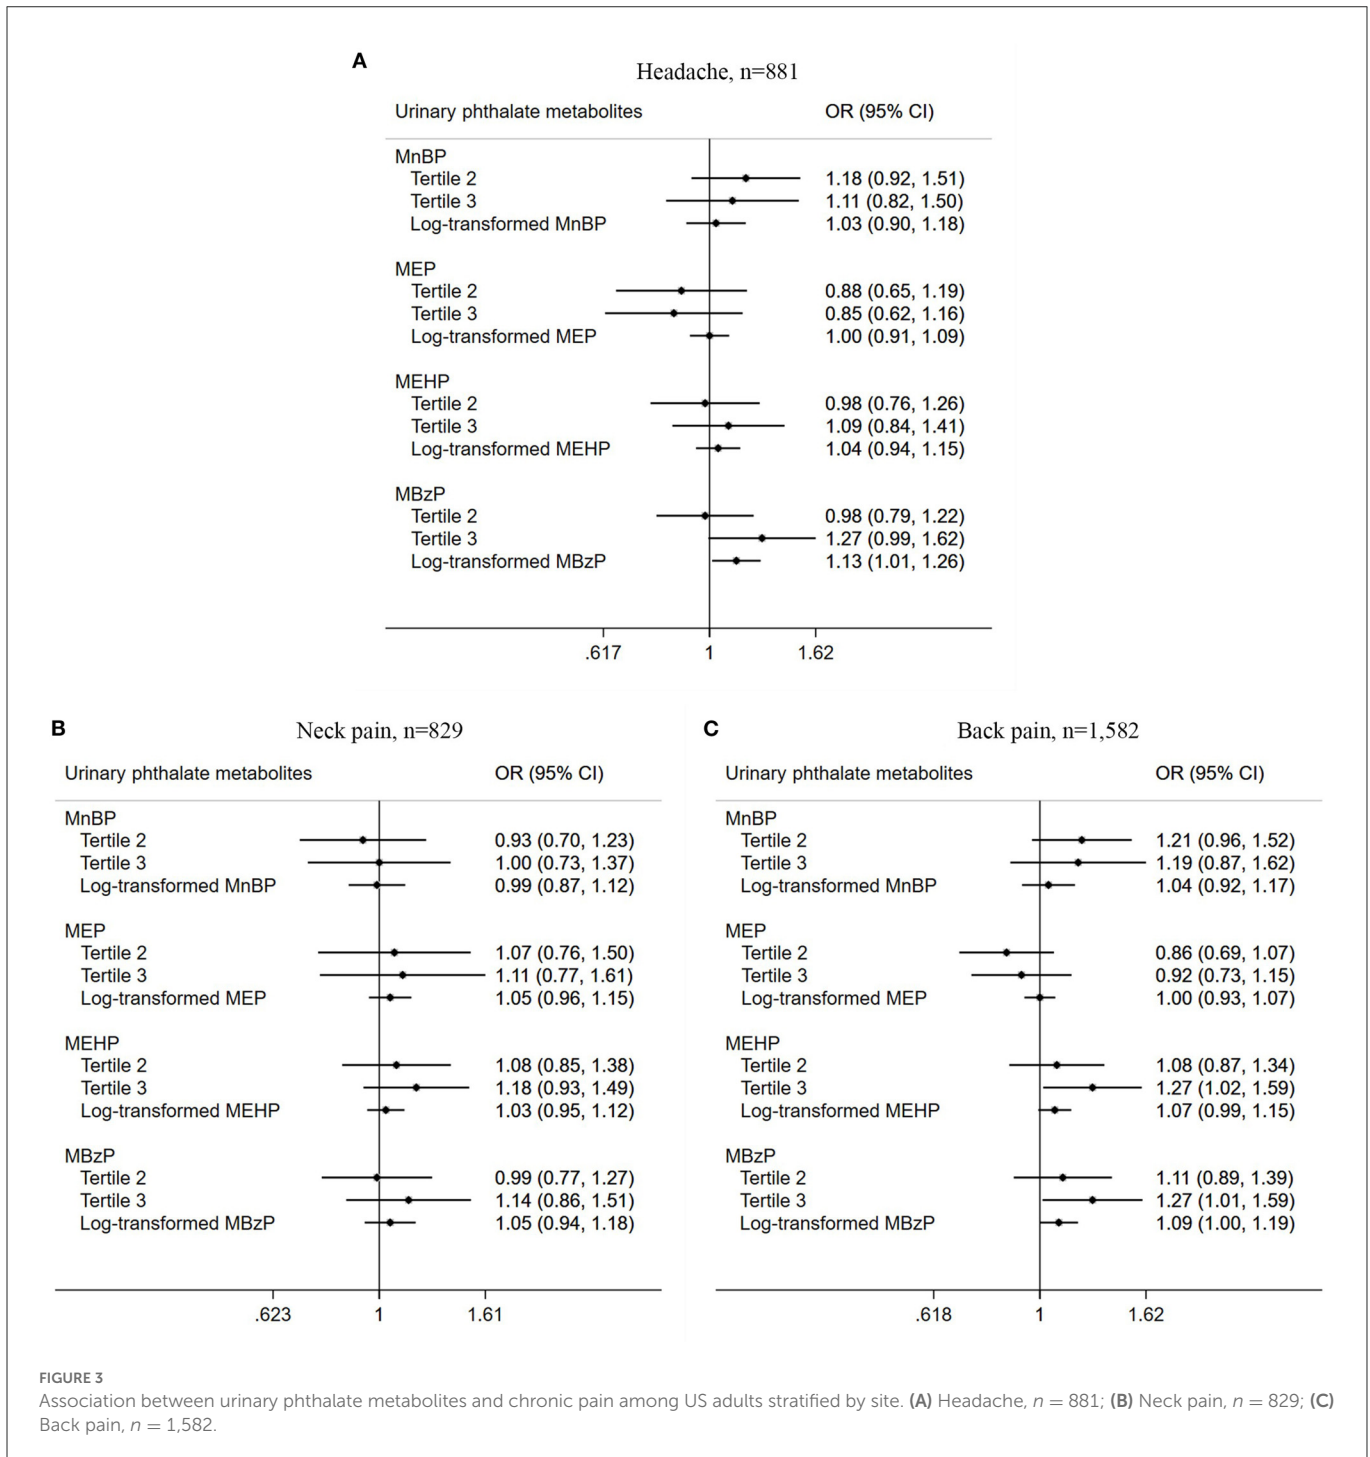 A
Headache, n=881
Urinary phthalate metabolites OR (95% CI)
MnBP
Tertile 2 1.18 (0.92, 1.51)
Tertile 3 1.11 (0.82, 1.50)
Log-transformed MnBP 1.03 (0.90, 1.18)
MEP
Tertile 2 0.88 (0.65, 1.19)
Tertile 3 0.85 (0.62, 1.16)
Log-transformed MEP 1.00 (0.91, 1.09)
MEHP
Tertile 2 0.98 (0.76, 1.26)
Tertile 3 1.09 (0.84, 1.41)
Log-transformed MEHP 1.04 (0.94, 1.15)
MBzP
Tertile 2 0.98 (0.79, 1.22)
Tertile 3 1.27 (0.99, 1.62)
Log-transformed MBzP 1.13 (1.01, 1.26)
.617 1 1.62
B
Neck pain, n=829
Urinary phthalate metabolites OR (95% CI)
MnBP
Tertile 2 0.93 (0.70, 1.23)
Tertile 3 1.00 (0.73, 1.37)
Log-transformed MnBP 0.99 (0.87, 1.12)
MEP
Tertile 2 1.07 (0.76, 1.50)
Tertile 3 1.11 (0.77, 1.61)
Log-transformed MEP 1.05 (0.96, 1.15)
MEHP
Tertile 2 1.08 (0.85, 1.38)
Tertile 3 1.18 (0.93, 1.49)
Log-transformed MEHP 1.03 (0.95, 1.12)
MBzP
Tertile 2 0.99 (0.77, 1.27)
Tertile 3 1.14 (0.86, 1.51)
Log-transformed MBzP 1.05 (0.94, 1.18)
.623 1 1.61
C
Back pain, n=1,582
Urinary phthalate metabolites OR (95% CI)
MnBP
Tertile 2 1.21 (0.96, 1.52)
Tertile 3 1.19 (0.87, 1.62)
Log-transformed MnBP 1.04 (0.92, 1.17)
MEP
Tertile 2 0.86 (0.69, 1.07)
Tertile 3 0.92 (0.73, 1.15)
Log-transformed MEP 1.00 (0.93, 1.07)
MEHP
Tertile 2 1.08 (0.87, 1.34)
Tertile 3 1.27 (1.02, 1.59)
Log-transformed MEHP 1.07 (0.99, 1.15)
MBzP
Tertile 2 1.11 (0.89, 1.39)
Tertile 3 1.27 (1.01, 1.59)
Log-transformed MBzP 1.09 (1.00, 1.19)
.618 1 1.62
FIGURE 3
Association between urinary phthalate metabolites and chronic pain among US adults stratified by site. (A) Headache, n = 881; (B) Neck pain, n = 829; (C)
Back pain, n = 1,582.